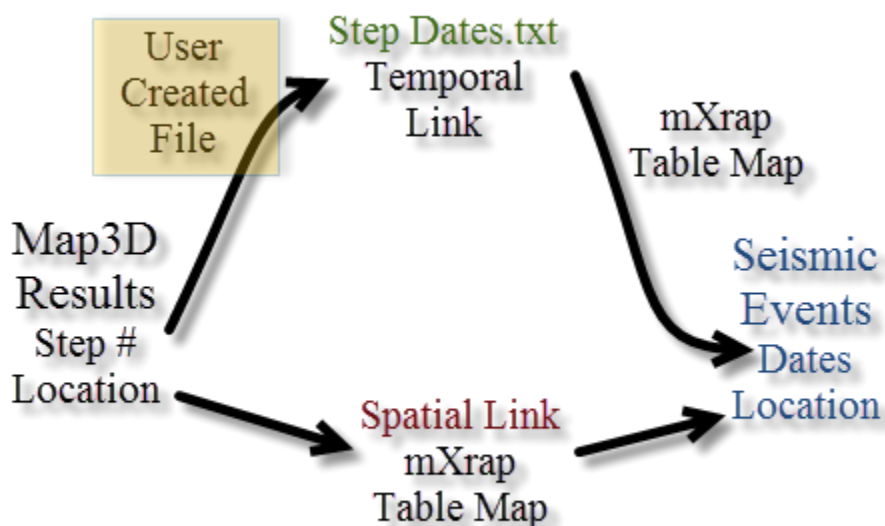 User
Created
File
Step Dates.txt
Temporal
Link
mXrap
Table Map
Map3D
Results
Step #
Location
Seismic
Events
Dates
Location
Spatial Link
mXrap
Table Map